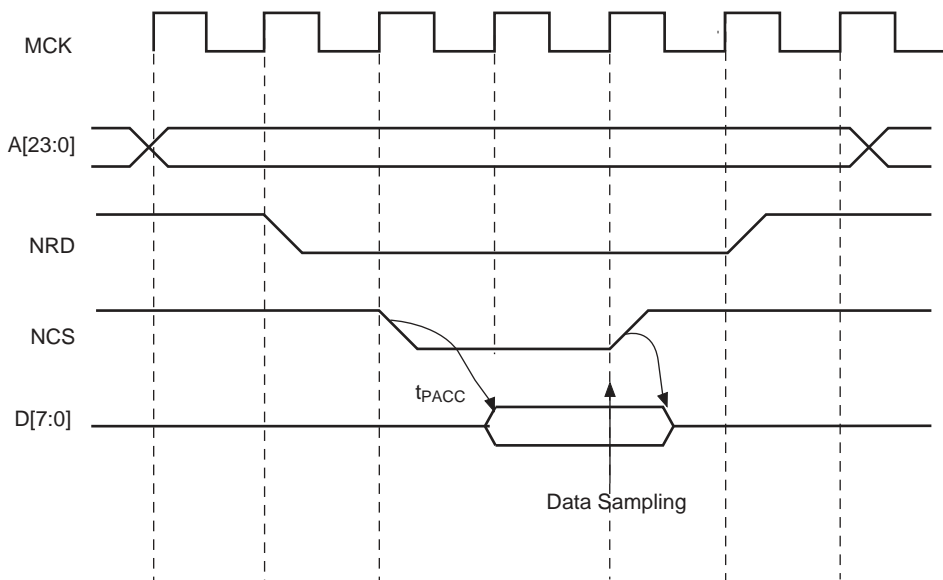 MCK
A[23:0]
NRD
NCS
tPACC
D[7:0]
Data Sampling